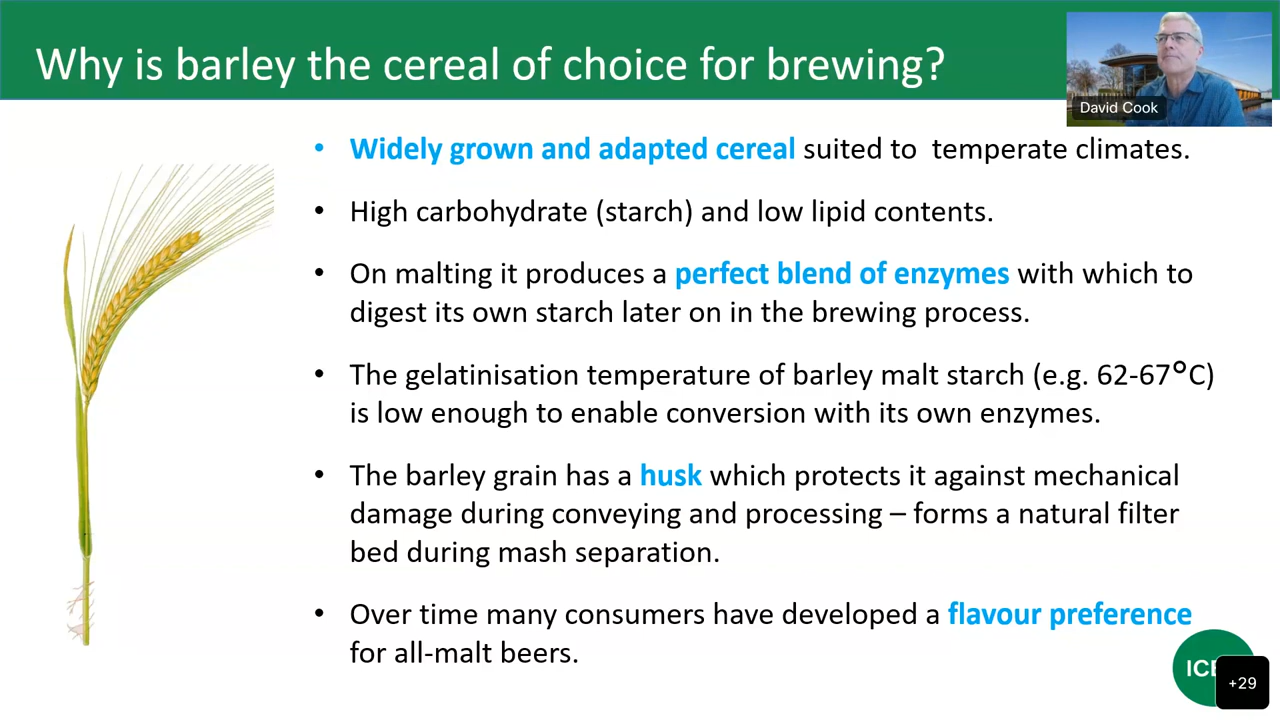 Why is barley the cereal of choice for brewing?
David Cook
• Widely grown and adapted cereal suited to temperate climates.
• High carbohydrate (starch) and low lipid contents.
• On malting it produces a perfect blend of enzymes with which to
digest its own starch later on in the brewing process.
• The gelatinisation temperature of barley malt starch (e.g. 62-67°C)
is low enough to enable conversion with its own enzymes.
• The barley grain has a husk which protects it against mechanical
damage during conveying and processing – forms a natural filter
bed during mash separation.
• Over time many consumers have developed a flavour preference
for all-malt beers.
+29